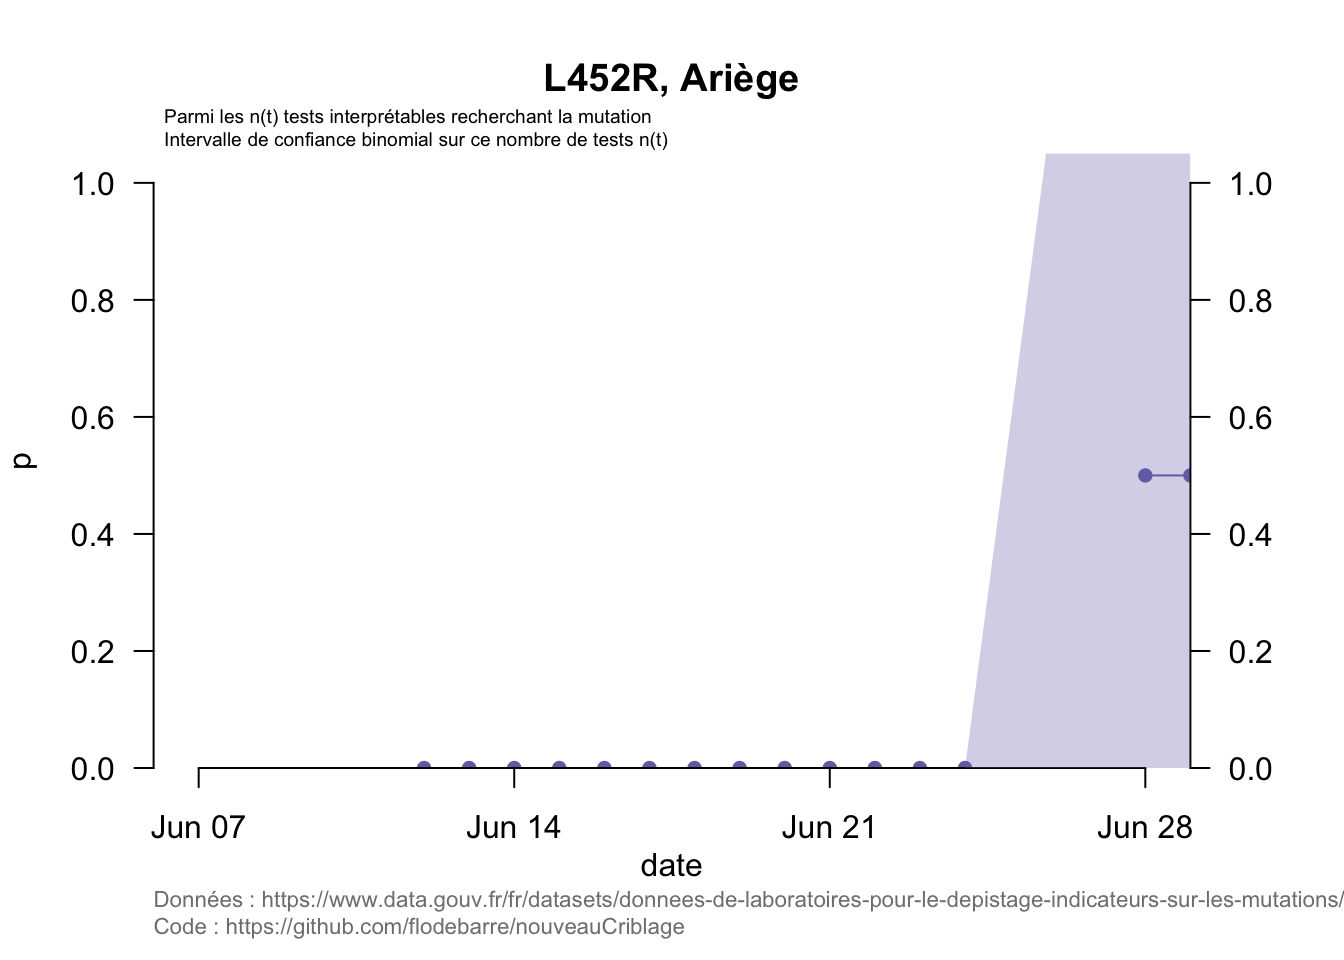 L452R, Ariège
Parmi les n(t) tests interprétables recherchant la mutation
Intervalle de confiance binomial sur ce nombre de tests n(t)
1.0
0.8
0.6
0.4
0.2
0.0
p
1.0
0.8
0.6
0.4
0.2
0.0
Jun 07 Jun 14 Jun 21 Jun 28
date
Données : https://www.data.gouv.fr/fr/datasets/donnees-de-laboratoires-pour-le-depistage-indicateurs-sur-les-mutations/
Code : https://github.com/flodebarre/nouveauCriblage